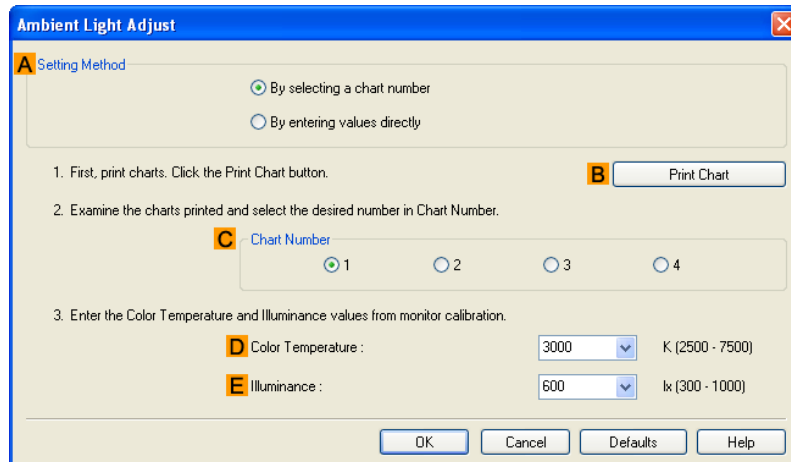 Ambient Light Adjust
A Setting Method
By selecting a chart number
By entering values directly
1. First, print charts. Click the Print Chart button. B Print Chart
2. Examine the charts printed and select the desired number in Chart Number.
C Chart Number
1 2 3 4
3. Enter the Color Temperature and Illuminance values from monitor calibration.
D Color Temperature : 3000 K (2500 - 7500)
E Illuminance : 600 lx (300 - 1000)
OK Cancel Defaults Help